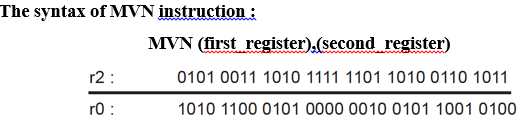 The syntax of MVN instruction :
MVN (first_register),(second_register)
r2 : 0101 0011 1010 1111 1101 1010 0110 1011
r0 : 1010 1100 0101 0000 0010 0101 1001 0100